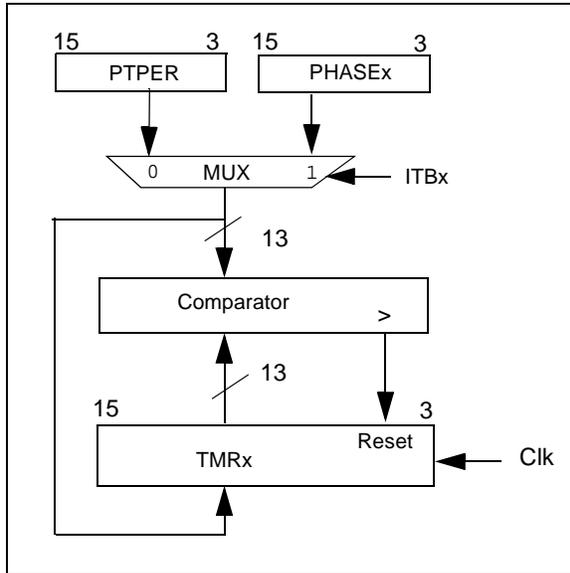 15 3 15 3
PTPER PHASEx
0 MUX 1 ITBx
13
Comparator
>
13
15 3
Reset
TMRx Clk